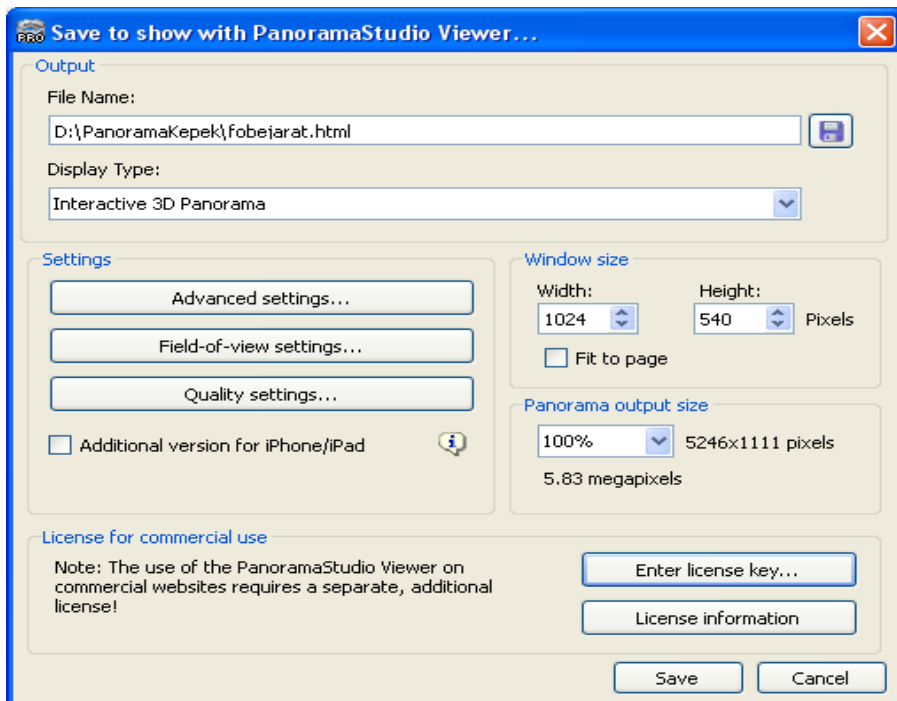 PRO Save to show with PanoramaStudio Viewer...
Output
File Name:
D:\PanoramaKepek\fobejarat.html
Display Type:
Interactive 3D Panorama
Settings
Advanced settings...
Field-of-view settings...
Quality settings...
Additional version for iPhone/iPad
Window size
Width: Height:
1024 540 Pixels
Fit to page
Panorama output size
100% 5246x1111 pixels
5.83 megapixels
License for commercial use
Note: The use of the PanoramaStudio Viewer on
commercial websites requires a separate, additional
license!
Enter license key...
License information
Save Cancel